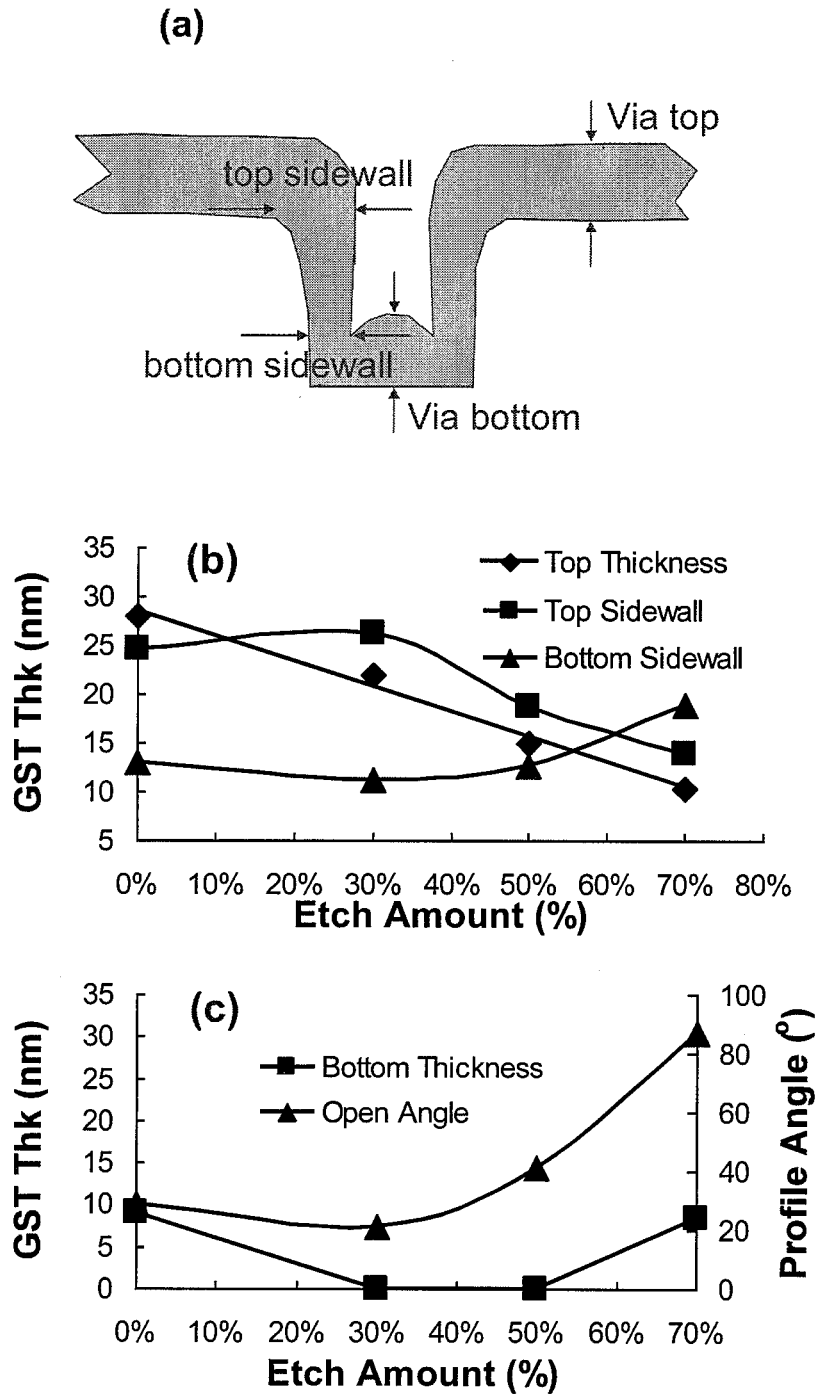 (a)
Via top
top sidewall
bottom sidewall
Via bottom
(b)
GST Thk (nm)
35
30
25
20
15
10
5
Top Thickness
Top Sidewall
Bottom Sidewall
0% 10% 20% 30% 40% 50% 60% 70% 80%
Etch Amount (%)
(c)
GST Thk (nm)
35
30
25
20
15
10
5
0
Bottom Thickness
Open Angle
100
80
60
40
20
0
Profile Angle (°)
0% 10% 20% 30% 40% 50% 60% 70%
Etch Amount (%)